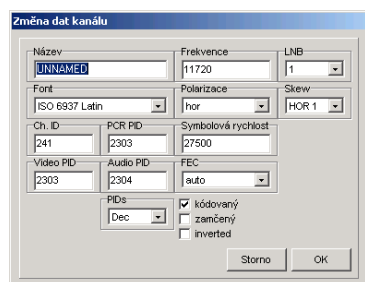 Změna dat kanálu
Název Frekvence LNB
UNNAMED 11720 1
Font Polarizace Skew
ISO 6937 Latin hor HOR 1
Ch. ID PCR PID Symbolová rychlost
241 2303 27500
Video PID Audio PID FEC
2303 2304 auto
PIDs kódovaný
Dec zamčený
inverted
Storno OK